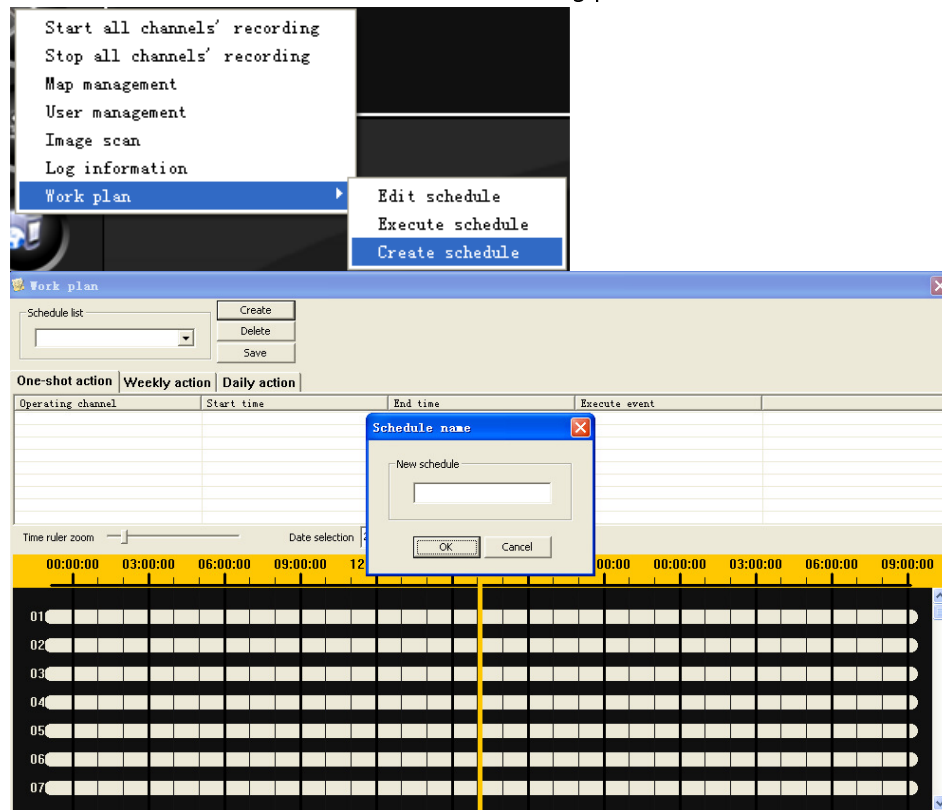 Start all channels' recording
Stop all channels' recording
Map management
User management
Image scan
Log information
Work plan
Edit schedule
Execute schedule
Create schedule
Work plan
Schedule list
Create
Delete
Save
One-shot action Weekly action Daily action
Operating channel Start time End time Execute event
Schedule name
New schedule
OK Cancel
Time ruler zoom Date selection
00:00:00 03:00:00 06:00:00 09:00:00 12 00:00 00:00:00 03:00:00 06:00:00 09:00:00
01
02
03
04
05
06
07